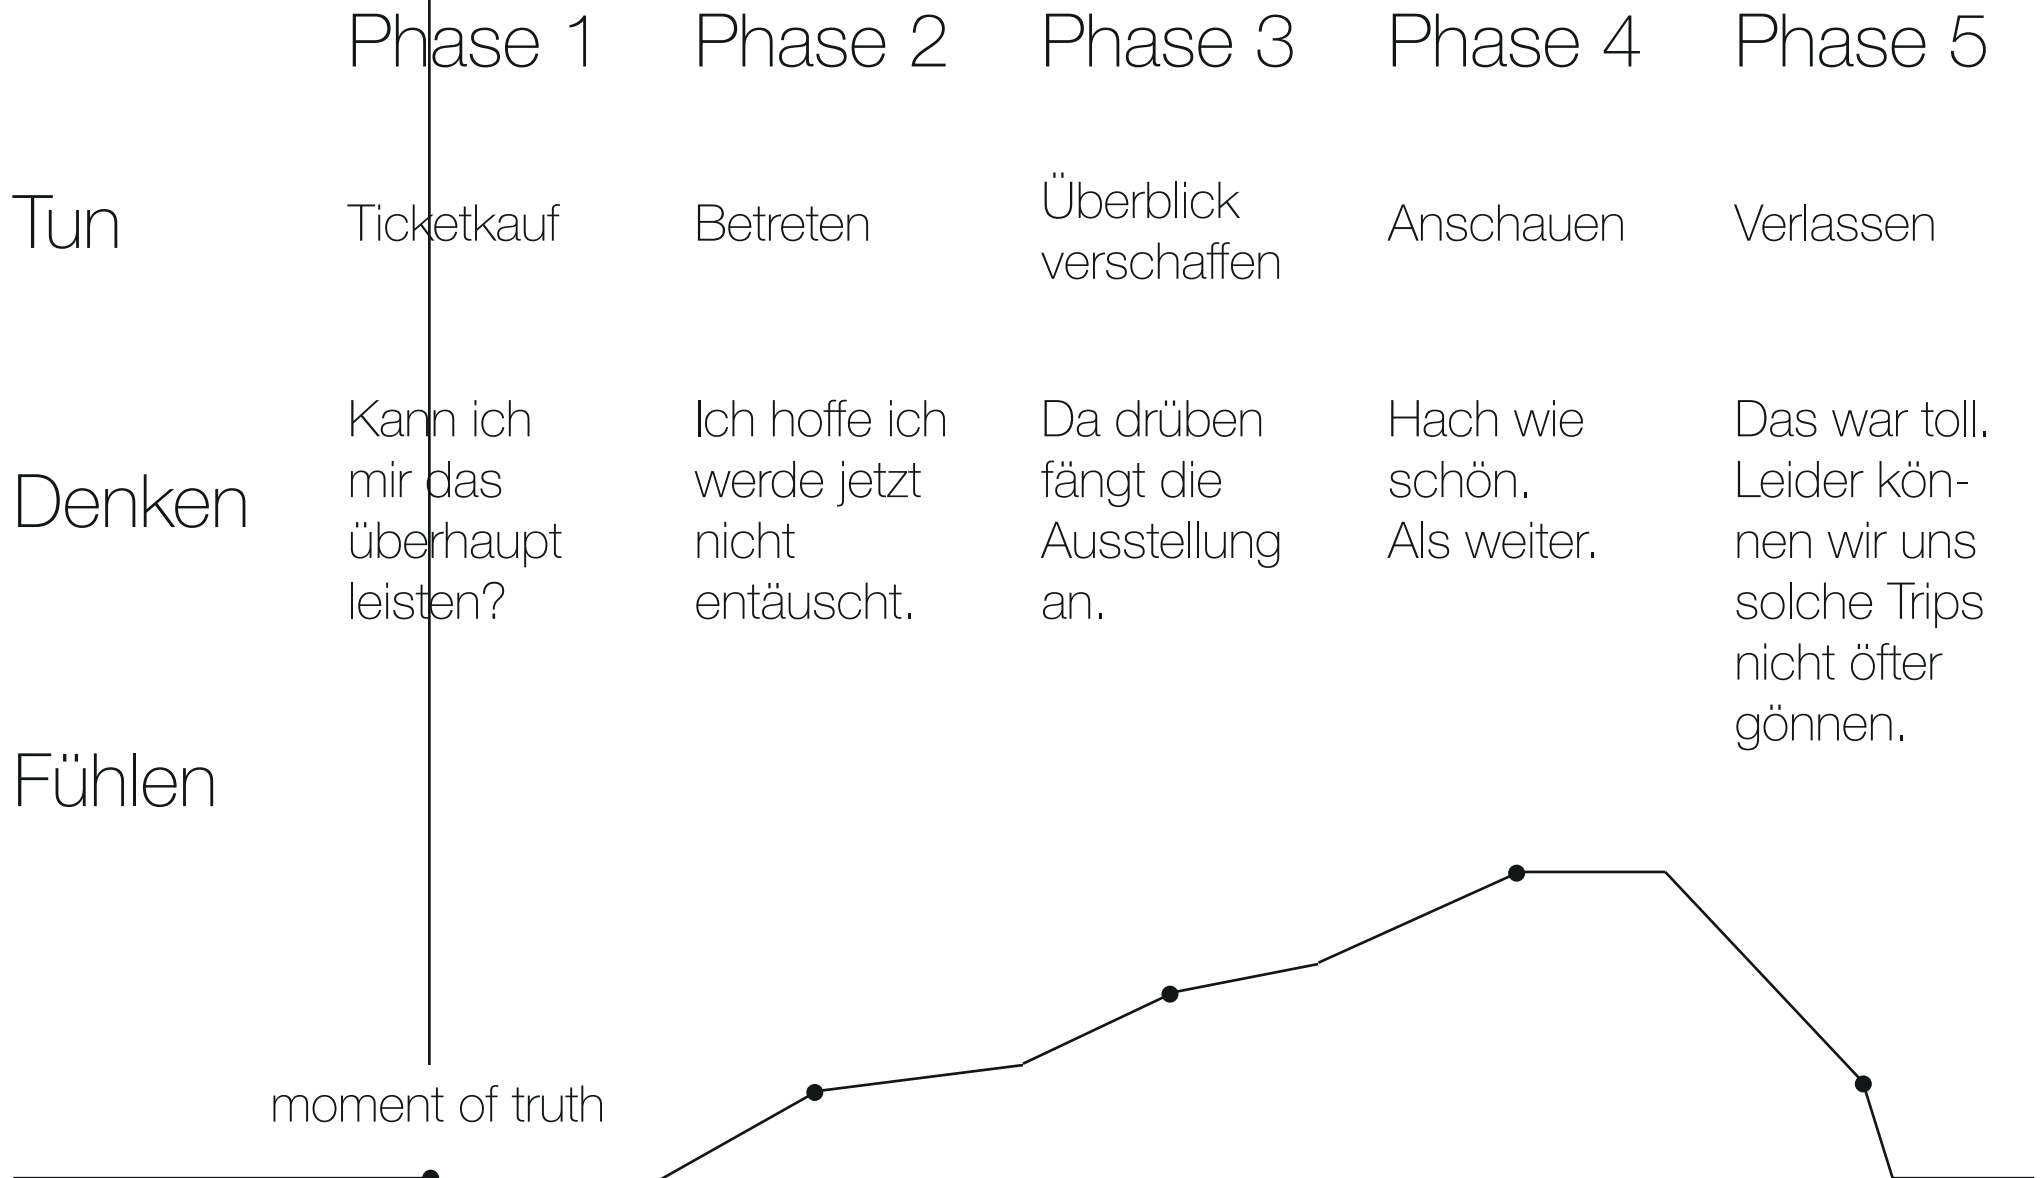 Phase 1
Phase 2
Phase 3
Phase 4
Phase 5
Tun
Ticketkauf
Betreten
Überblick
verschaffen
Anschauen
Verlassen
Denken
Kann ich
mir das
überhaupt
leisten?
Ich hoffe ich
werde jetzt
nicht
entäuscht.
Da drüben
fängt die
Ausstellung
an.
Hach wie
schön.
Als weiter.
Das war toll.
Leider kön-
nen wir uns
solche Trips
nicht öfter
gönnen.
Fühlen
moment of truth